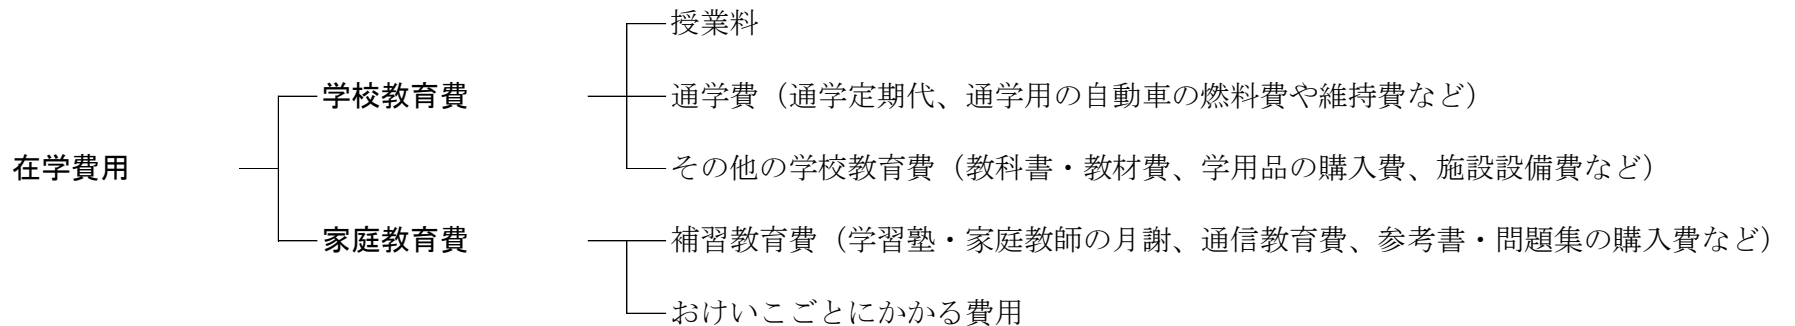 授業料
学校教育費
通学費（通学定期代、通学用の自動車の燃料費や維持費など）
在学費用
その他の学校教育費（教科書・教材費、学用品の購入費、施設設備費など）
家庭教育費
補習教育費（学習塾・家庭教師の月謝、通信教育費、参考書・問題集の購入費など）
おけいこごとにかかる費用